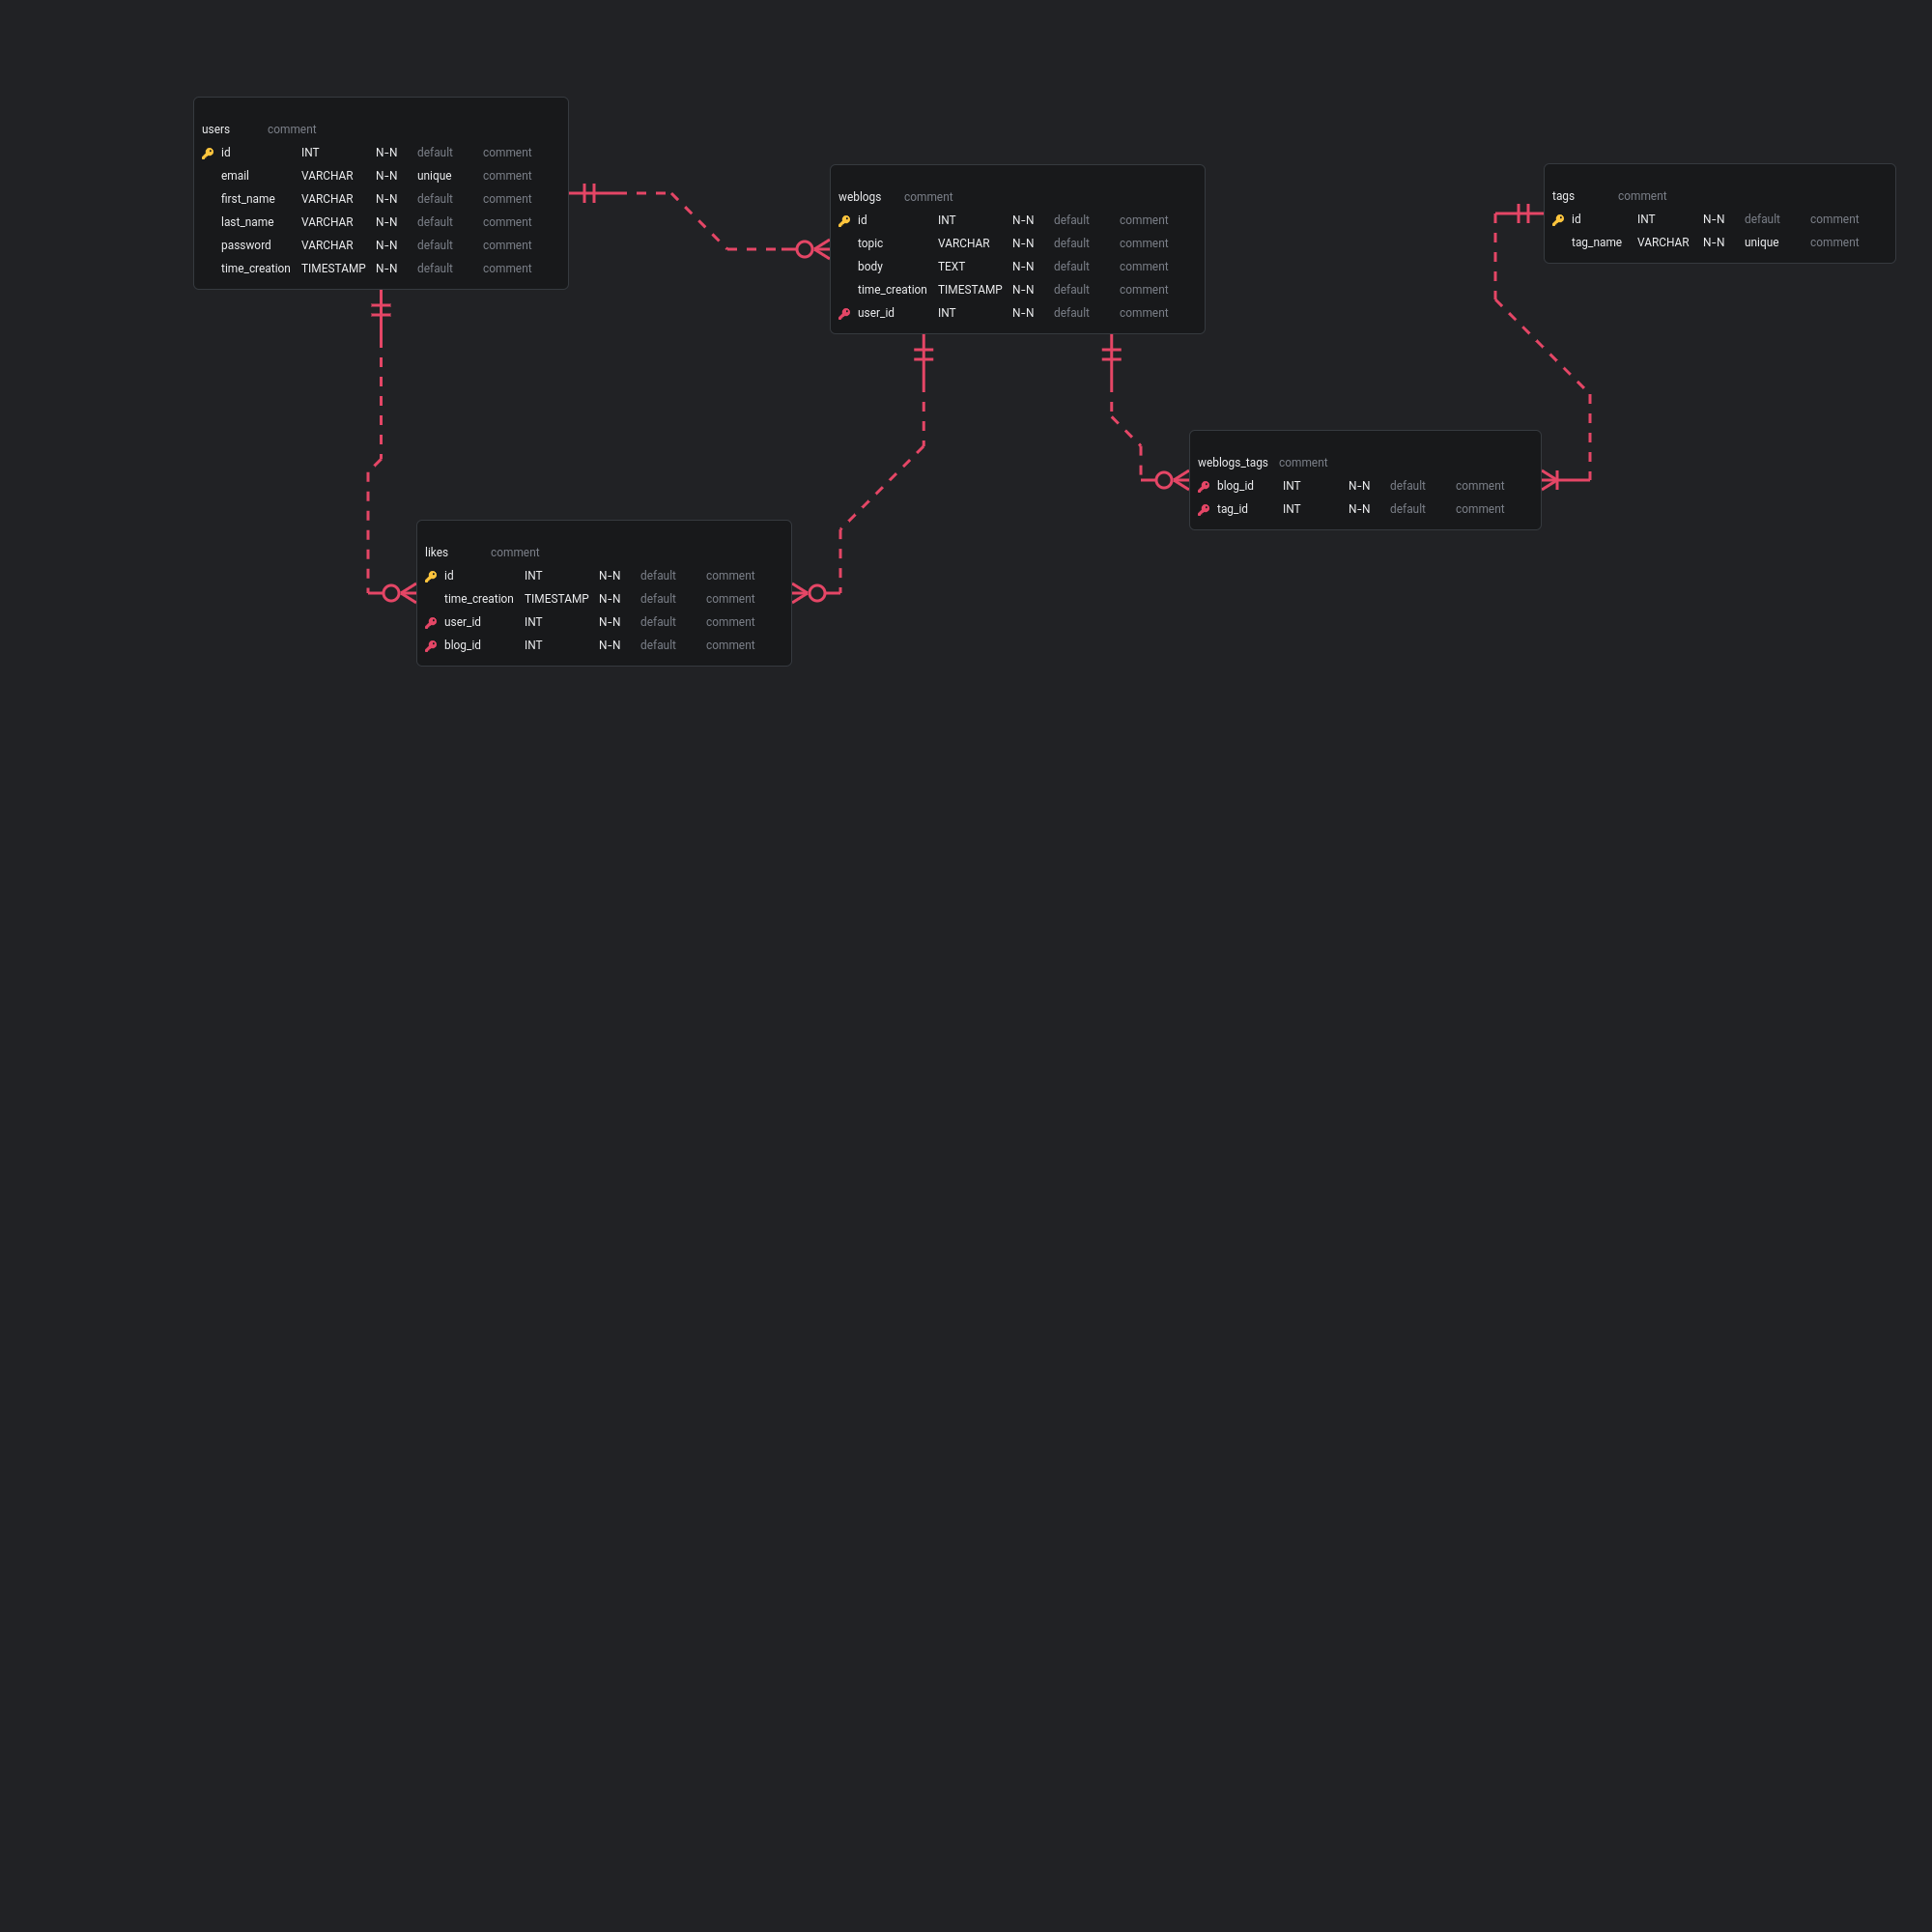 users comment
id INT N-N default comment
email VARCHAR N-N unique comment
first_name VARCHAR N-N default comment
last_name VARCHAR N-N default comment
password VARCHAR N-N default comment
time_creation TIMESTAMP N-N default comment
weblogs comment
id INT N-N default comment
topic VARCHAR N-N default comment
body TEXT N-N default comment
time_creation TIMESTAMP N-N default comment
user_id INT N-N default comment
tags comment
id INT N-N default comment
tag_name VARCHAR N-N unique comment
weblogs_tags comment
blog_id INT N-N default comment
tag_id INT N-N default comment
likes comment
id INT N-N default comment
time_creation TIMESTAMP N-N default comment
user_id INT N-N default comment
blog_id INT N-N default comment